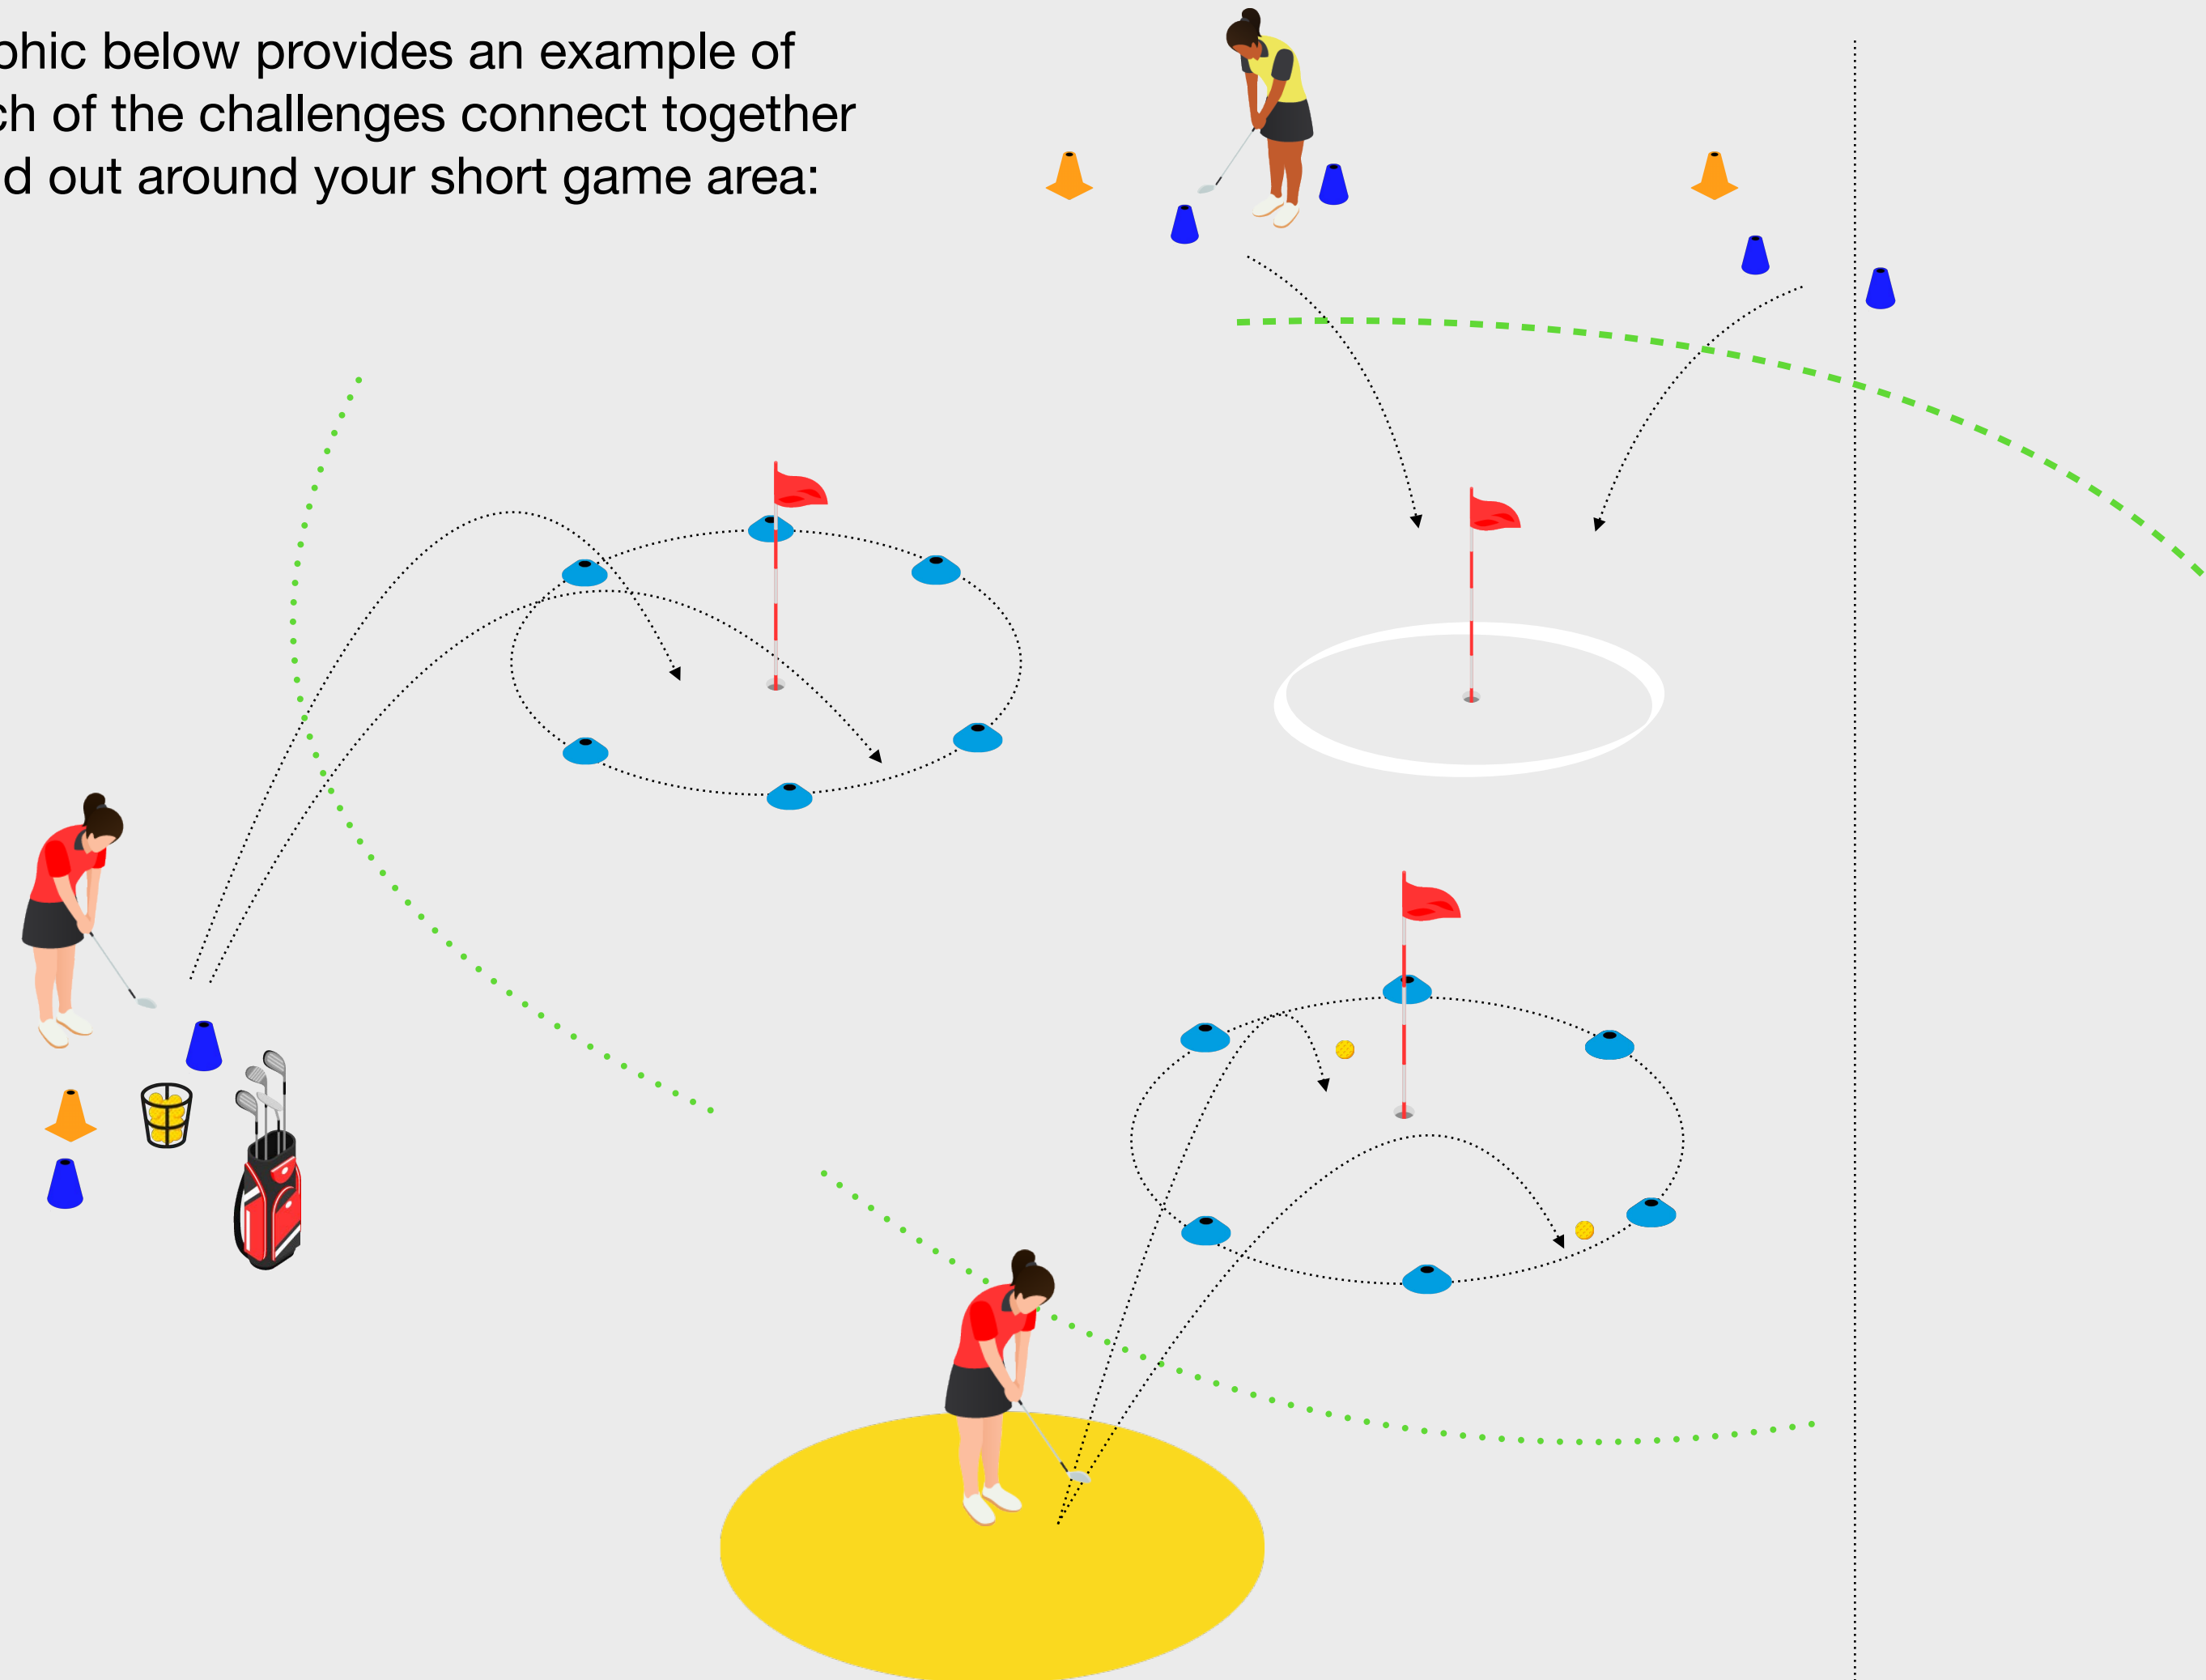 phic below provides an example of
ch of the challenges connect together
d out around your short game area: